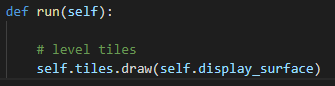 def run(self):
# level tiles
self.tiles.draw(self.display_surface)